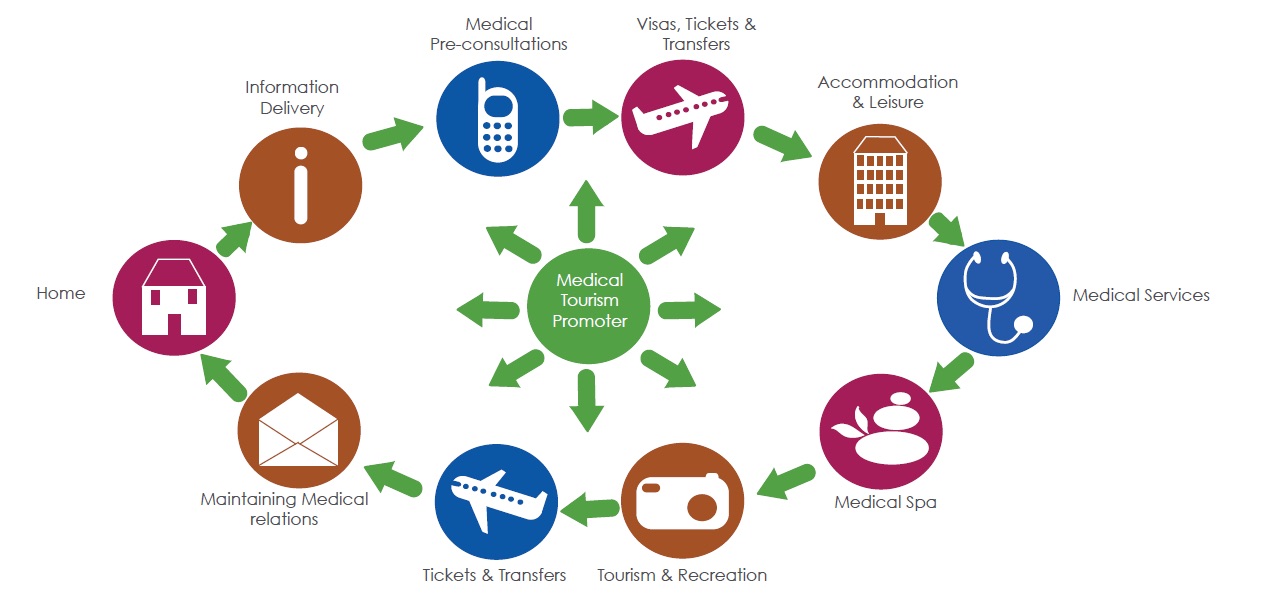 Medical
Pre-consultations
Visas, Tickets &
Transfers
Information
Delivery
Accommodation
& Leisure
Home
Medical
Tourism
Promoter
Medical Services
Maintaining Medical
relations
Medical Spa
Tickets & Transfers
Tourism & Recreation